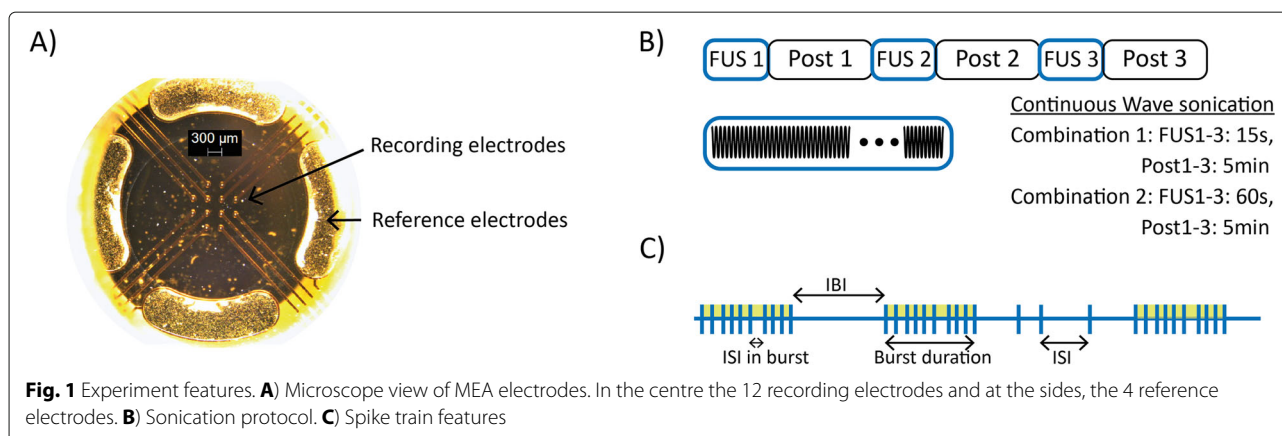 A)
300 µm
Recording electrodes
Reference electrodes
B)
FUS 1 Post 1 FUS 2 Post 2 FUS 3 Post 3
Continuous Wave sonication
Combination 1: FUS1-3: 15s,
Post1-3: 5min
Combination 2: FUS1-3: 60s,
Post1-3: 5min
C)
IBI
ISI in burst
Burst duration
ISI
Fig. 1 Experiment features. A) Microscope view of MEA electrodes. In the centre the 12 recording electrodes and at the sides, the 4 reference
electrodes. B) Sonication protocol. C) Spike train features